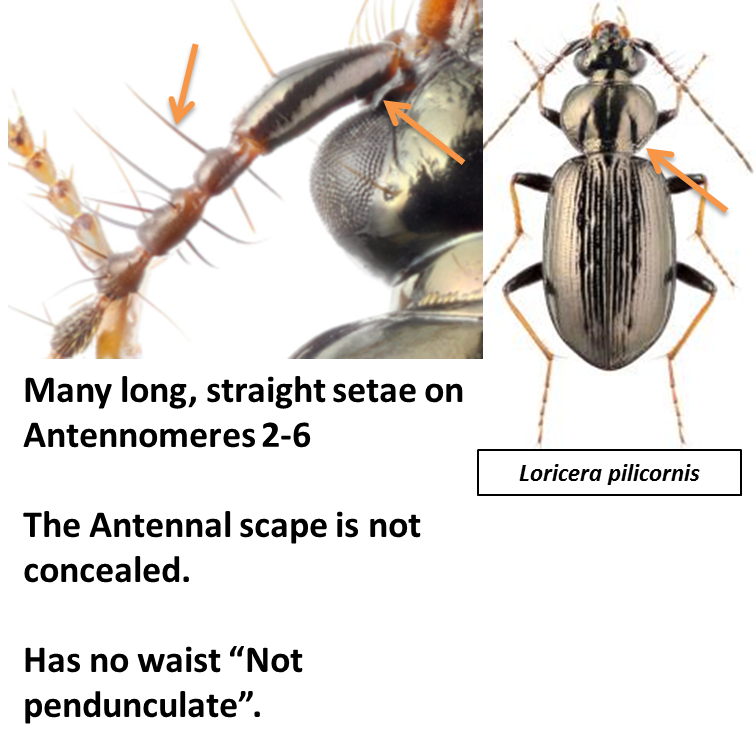 Many long, straight setae on
Antennomeres 2-6
Loricera pilicornis
The Antennal scape is not
concealed.
Has no waist “Not
pendunculate”.